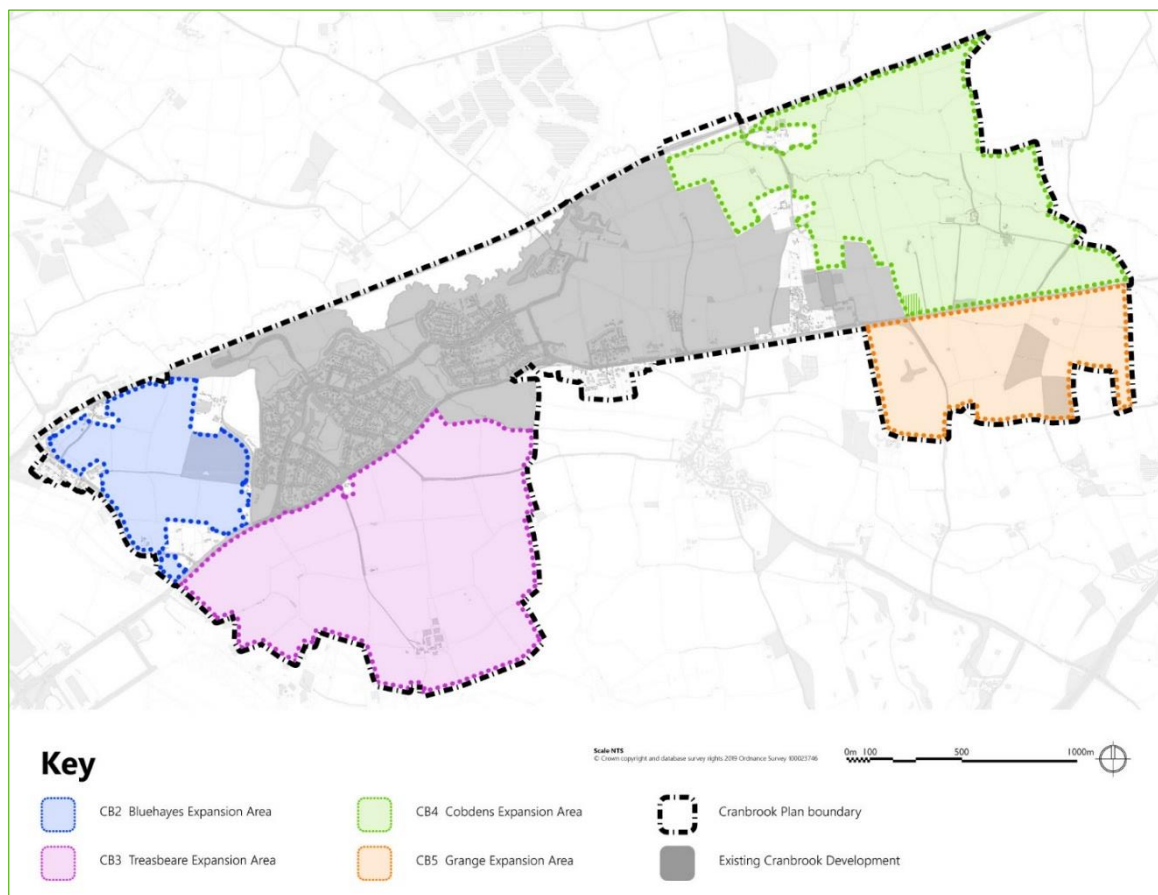 Key
Scale NTS
© Crown copyright and database survey rights 2019 Ordnance Survey 100023746
0m 100 500 1000m
CB2 Bluehayes Expansion Area
CB4 Cobdens Expansion Area
Cranbrook Plan boundary
CB3 Treasbeare Expansion Area
CB5 Grange Expansion Area
Existing Cranbrook Development